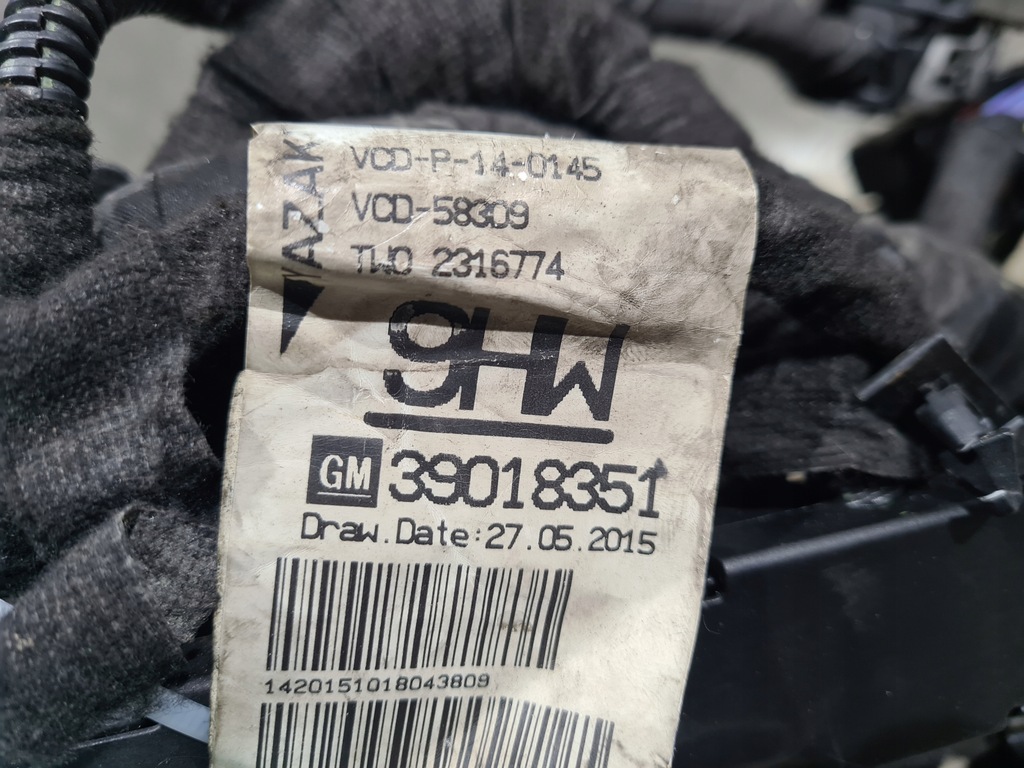 YAZAKI
VCD-P-14-0145
VCD-58309
TWO 2316774
9HW
GM 39018351
Draw.Date:27.05.2015
1420151018043809